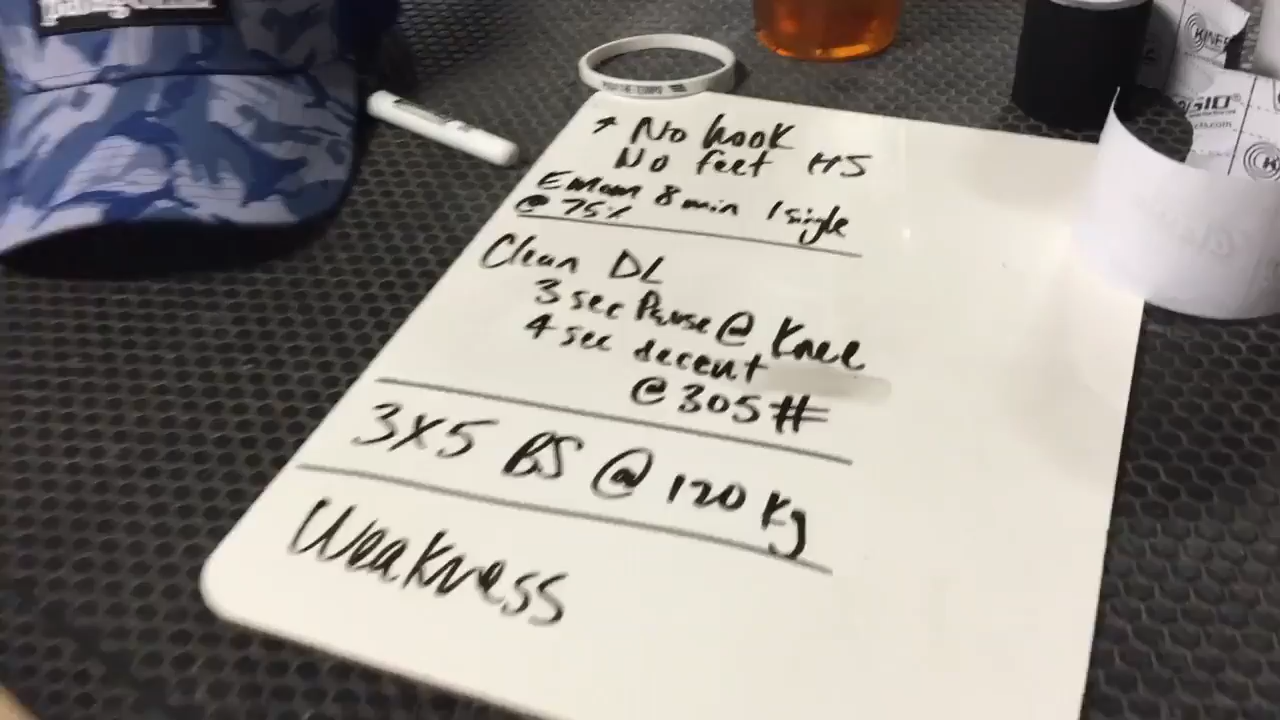 * No hook
No feet HS
Emom 8 min 1 single
@ 75%
Clean DL
3 sec Pause @ Knee
4 sec decent
@ 305#
3X5 BS @ 120 Kg
Weakness